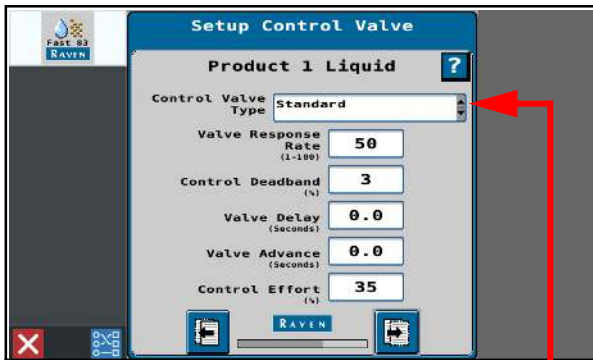 Fast 83
RAVEN
Setup Control Valve
Product 1 Liquid
?
Control Valve
Type
Standard
Valve Response
Rate
(1-100)
50
Control Deadband
(%)
3
Valve Delay
(Seconds)
0.0
Valve Advance
(Seconds)
0.0
Control Effort
(%)
35
RAVEN